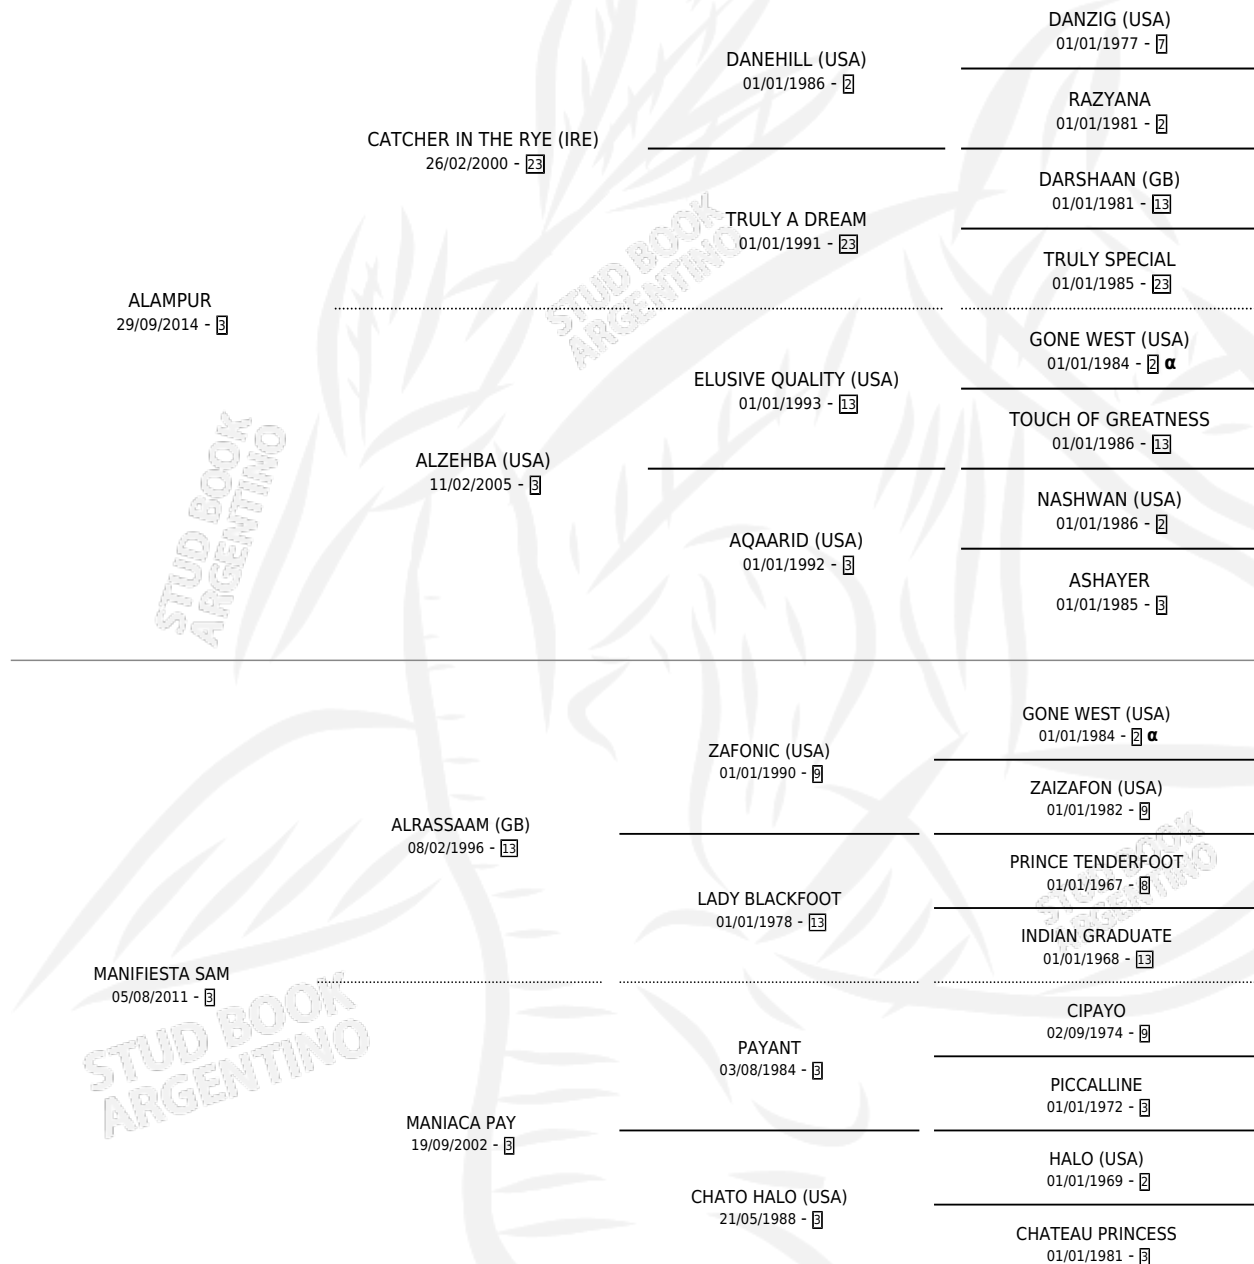 DANZIG (USA)
01/01/1977 - 7
DANEHILL (USA)
01/01/1986 - 2
RAZYANA
01/01/1981 - 2
CATCHER IN THE RYE (IRE)
26/02/2000 - 23
DARSHAAN (GB)
01/01/1981 - 13
TRULY A DREAM
01/01/1991 - 23
TRULY SPECIAL
01/01/1985 - 23
ALAMPUR
29/09/2014 - 3
GONE WEST (USA)
01/01/1984 - 2 α
ELUSIVE QUALITY (USA)
01/01/1993 - 13
TOUCH OF GREATNESS
01/01/1986 - 13
ALZEHBA (USA)
11/02/2005 - 3
NASHWAN (USA)
01/01/1986 - 2
AQAARID (USA)
01/01/1992 - 3
ASHAYER
01/01/1985 - 3
GONE WEST (USA)
01/01/1984 - 2 α
ZAFONIC (USA)
01/01/1990 - 9
ZAIZAFON (USA)
01/01/1982 - 9
ALRASSAAM (GB)
08/02/1996 - 13
PRINCE TENDERFOOT
01/01/1967 - 8
LADY BLACKFOOT
01/01/1978 - 13
INDIAN GRADUATE
01/01/1968 - 13
MANIFIESTA SAM
05/08/2011 - 3
CIPAYO
02/09/1974 - 9
PAYANT
03/08/1984 - 3
PICCALLINE
01/01/1972 - 3
MANIACA PAY
19/09/2002 - 3
HALO (USA)
01/01/1969 - 2
CHATO HALO (USA)
21/05/1988 - 3
CHATEAU PRINCESS
01/01/1981 - 3
STUD BOOK
ARGENTINO
STUD BOOK
ARGENTINO
STUD BOOK
ARGENTINO
STUD BOOK
ARGENTINO